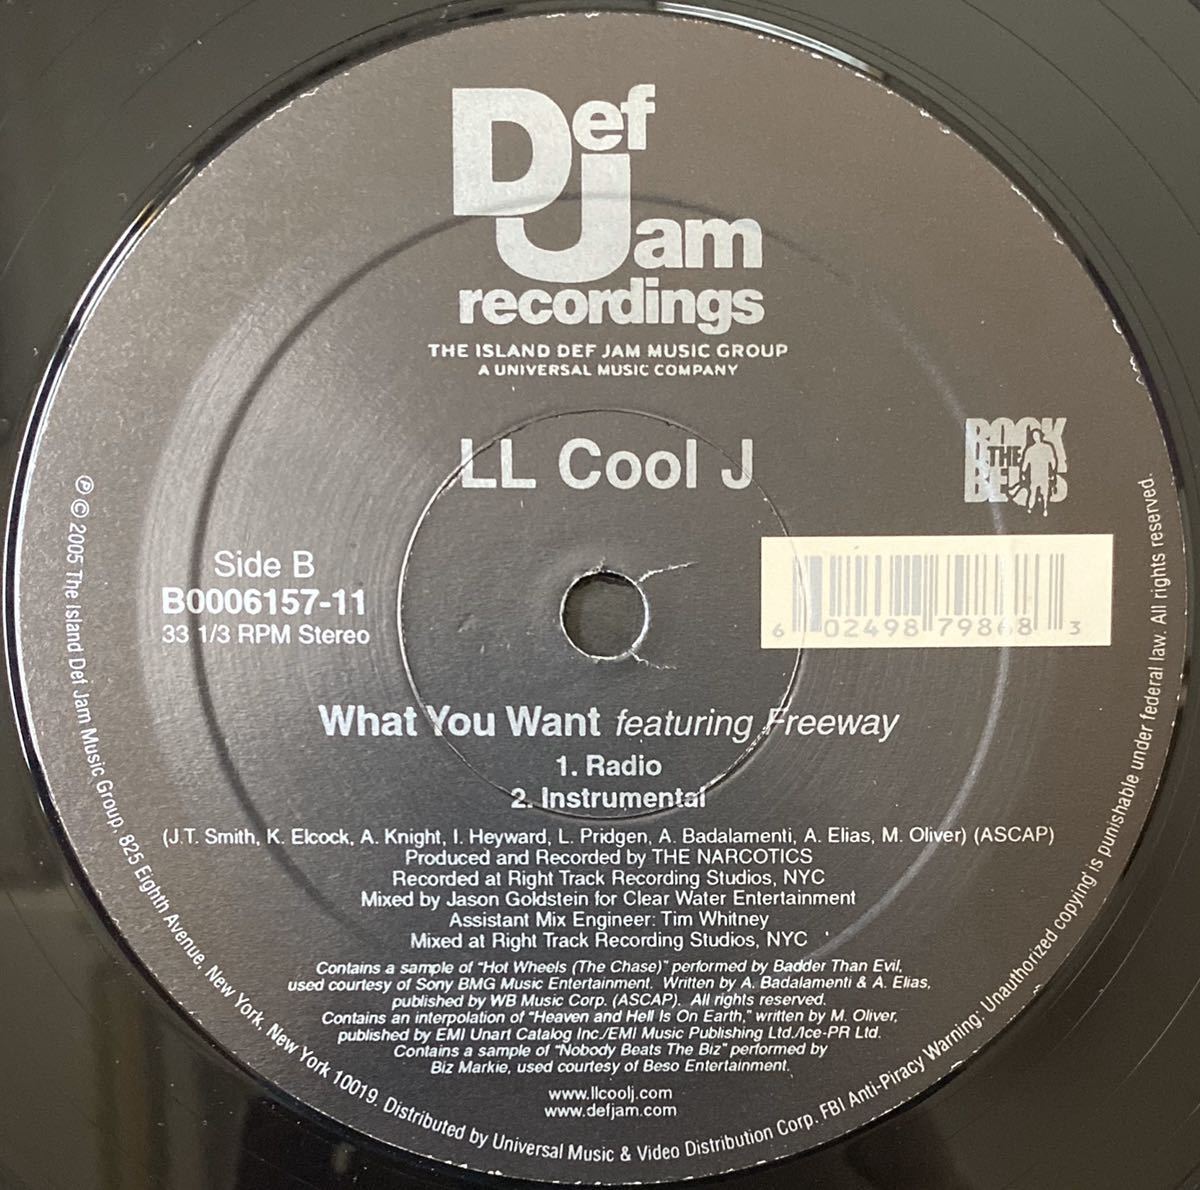 Def
Jam
recordings
THE ISLAND DEF JAM MUSIC GROUP
A UNIVERSAL MUSIC COMPANY
LL Cool J
ROCK
THE
BELLS
Side B
B0006157-11
33 1/3 RPM Stereo
6 02498 79868 3
What You Want featuring Freeway
1. Radio
2. Instrumental
(J.T. Smith, K. Elcock, A. Knight, I. Heyward, L. Pridgen, A. Badalamenti, A. Elias, M. Oliver) (ASCAP)
Produced and Recorded by THE NARCOTICS
Recorded at Right Track Recording Studios, NYC
Mixed by Jason Goldstein for Clear Water Entertainment
Assistant Mix Engineer: Tim Whitney
Mixed at Right Track Recording Studios, NYC
Contains a sample of "Hot Wheels (The Chase)" performed by Badder Than Evil,
used courtesy of Sony BMG Music Entertainment. Written by A. Badalamenti & A. Elias,
published by WB Music Corp. (ASCAP). All rights reserved.
Contains an interpolation of "Heaven and Hell Is On Earth," written by M. Oliver,
published by EMI Unart Catalog Inc./EMI Music Publishing Ltd./Ice-PR Ltd.
Contains a sample of "Nobody Beats The Biz" performed by
Biz Markie, used courtesy of Beso Entertainment.
www.llcoolj.com
www.defjam.com
℗ © 2005 The Island Def Jam Music Group, 825 Eighth Avenue, New York, New York 10019. Distributed by Universal Music & Video Distribution Corp. FBI Anti-Piracy Warning: Unauthorized copying is punishable under federal law. All rights reserved.